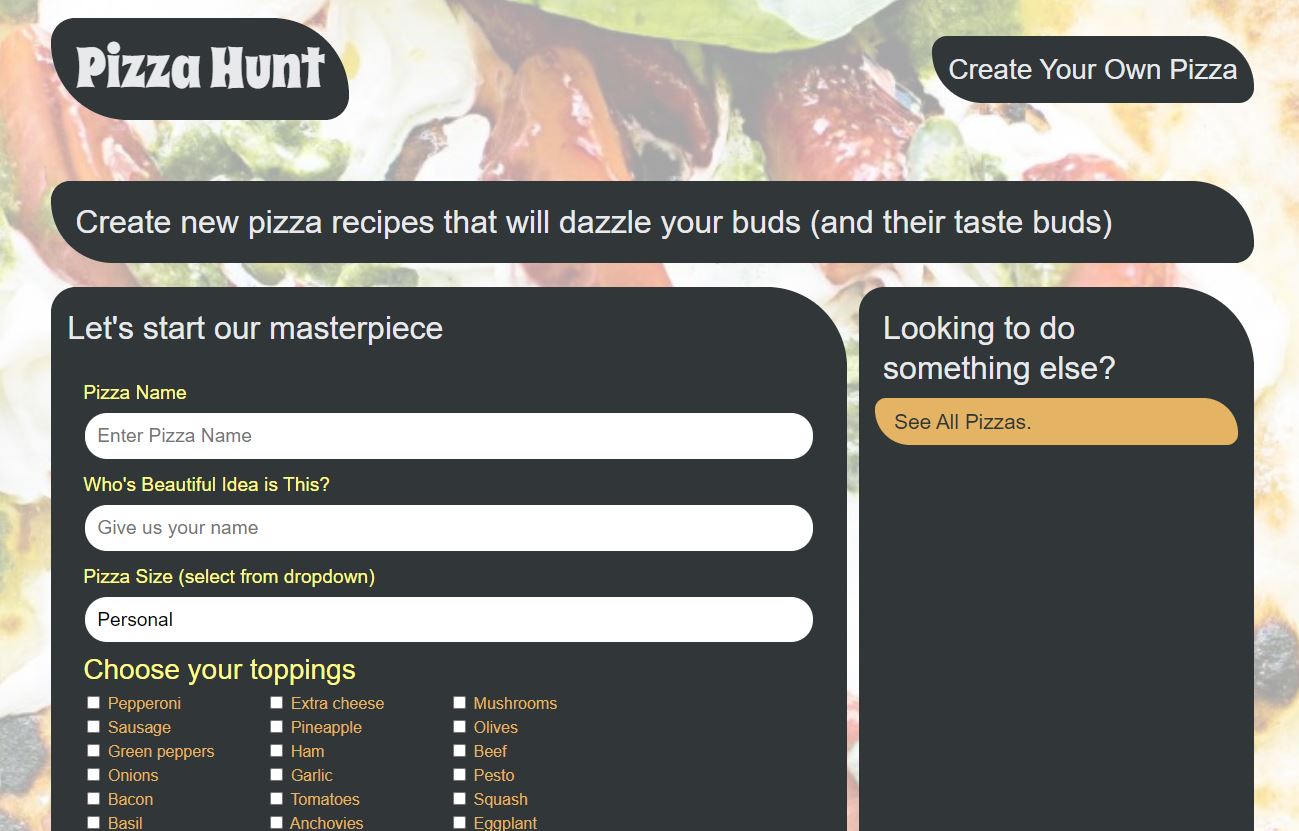 Pizza Hunt
Create Your Own Pizza
Create new pizza recipes that will dazzle your buds (and their taste buds)
Let's start our masterpiece
Pizza Name
Enter Pizza Name
Who's Beautiful Idea is This?
Give us your name
Pizza Size (select from dropdown)
Personal
Choose your toppings
Pepperoni Extra cheese Mushrooms
Sausage Pineapple Olives
Green peppers Ham Beef
Onions Garlic Pesto
Bacon Tomatoes Squash
Basil Anchovies Eggplant
Looking to do
something else?
See All Pizzas.